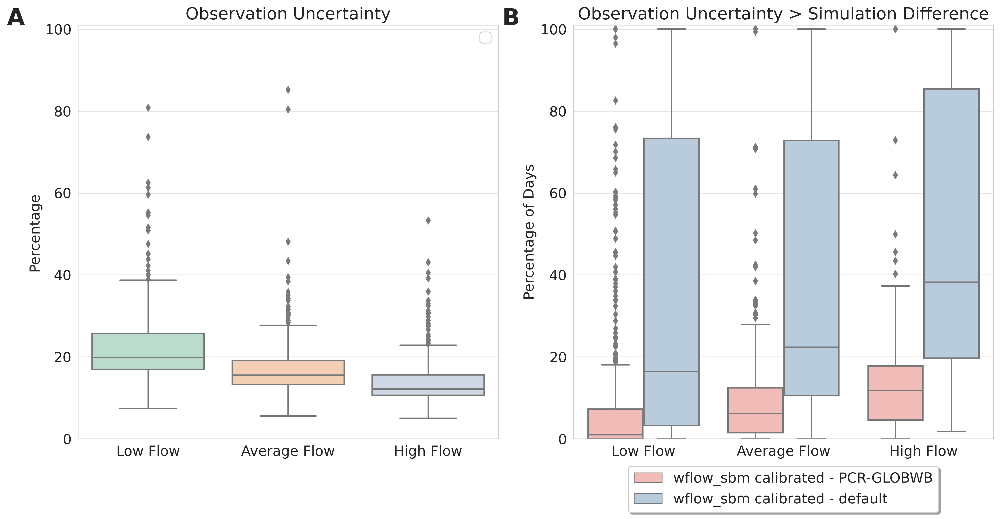 A
Observation Uncertainty
Percentage
100
80
60
40
20
0
Low Flow
Average Flow
High Flow
B
Observation Uncertainty > Simulation Difference
Percentage of Days
100
80
60
40
20
0
Low Flow
Average Flow
High Flow
wflow_sbm calibrated - PCR-GLOBWB
wflow_sbm calibrated - default